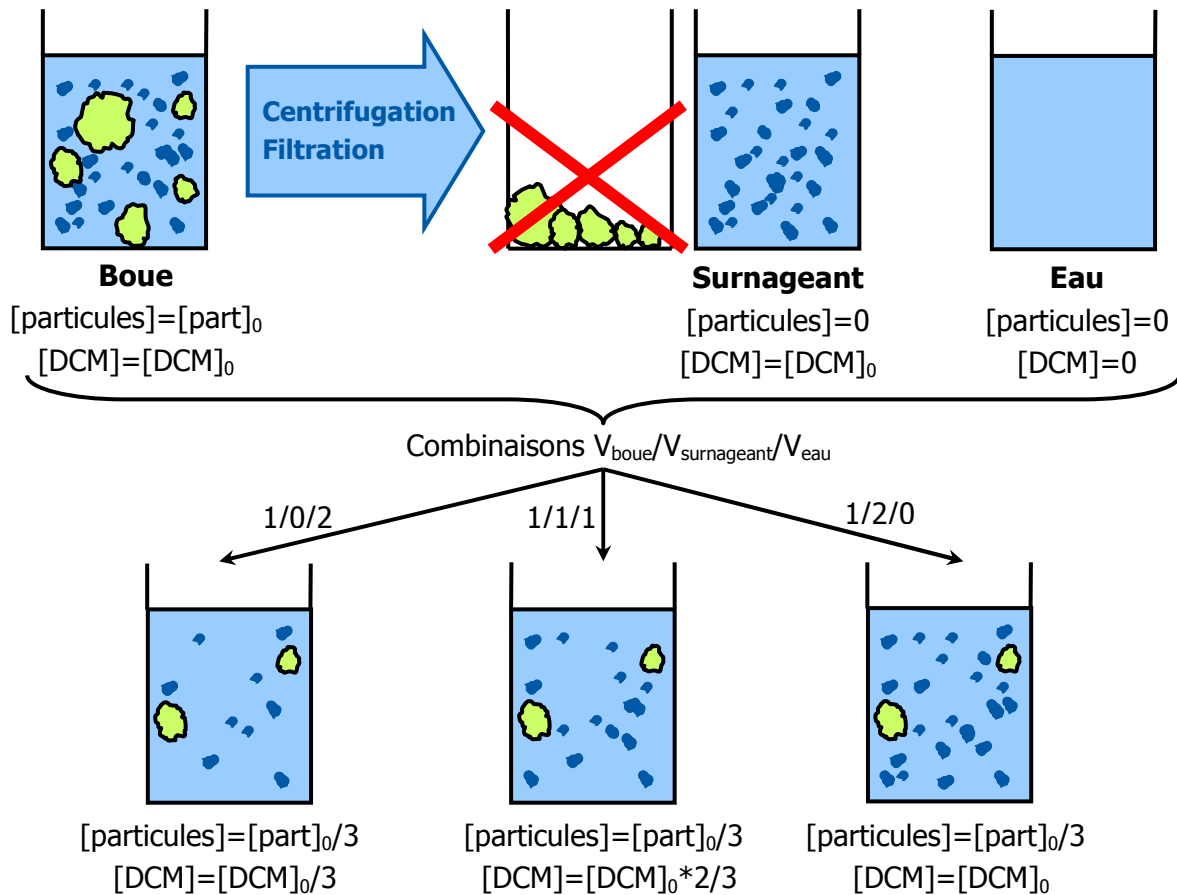 Centrifugation
Filtration
Boue
[particules]=[part]₀
[DCM]=[DCM]₀
Surnageant
[particules]=0
[DCM]=[DCM]₀
Eau
[particules]=0
[DCM]=0
Combinaisons V_boue/V_surnageant/V_eau
1/0/2
1/1/1
1/2/0
[particules]=[part]₀/3
[DCM]=[DCM]₀/3
[particules]=[part]₀/3
[DCM]=[DCM]₀*2/3
[particules]=[part]₀/3
[DCM]=[DCM]₀